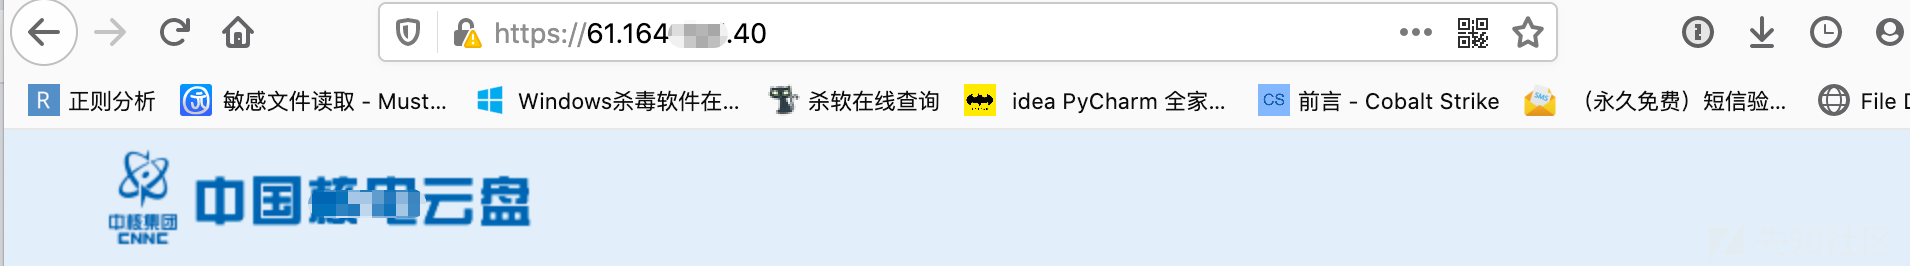 https://61.164 .40
R 正则分析 敏感文件读取 - Must... Windows杀毒软件在... 杀软在线查询 idea PyCharm 全家... CS 前言 - Cobalt Strike SMS （永久免费）短信验... File D
中核集团
CNNC
中国 云盘